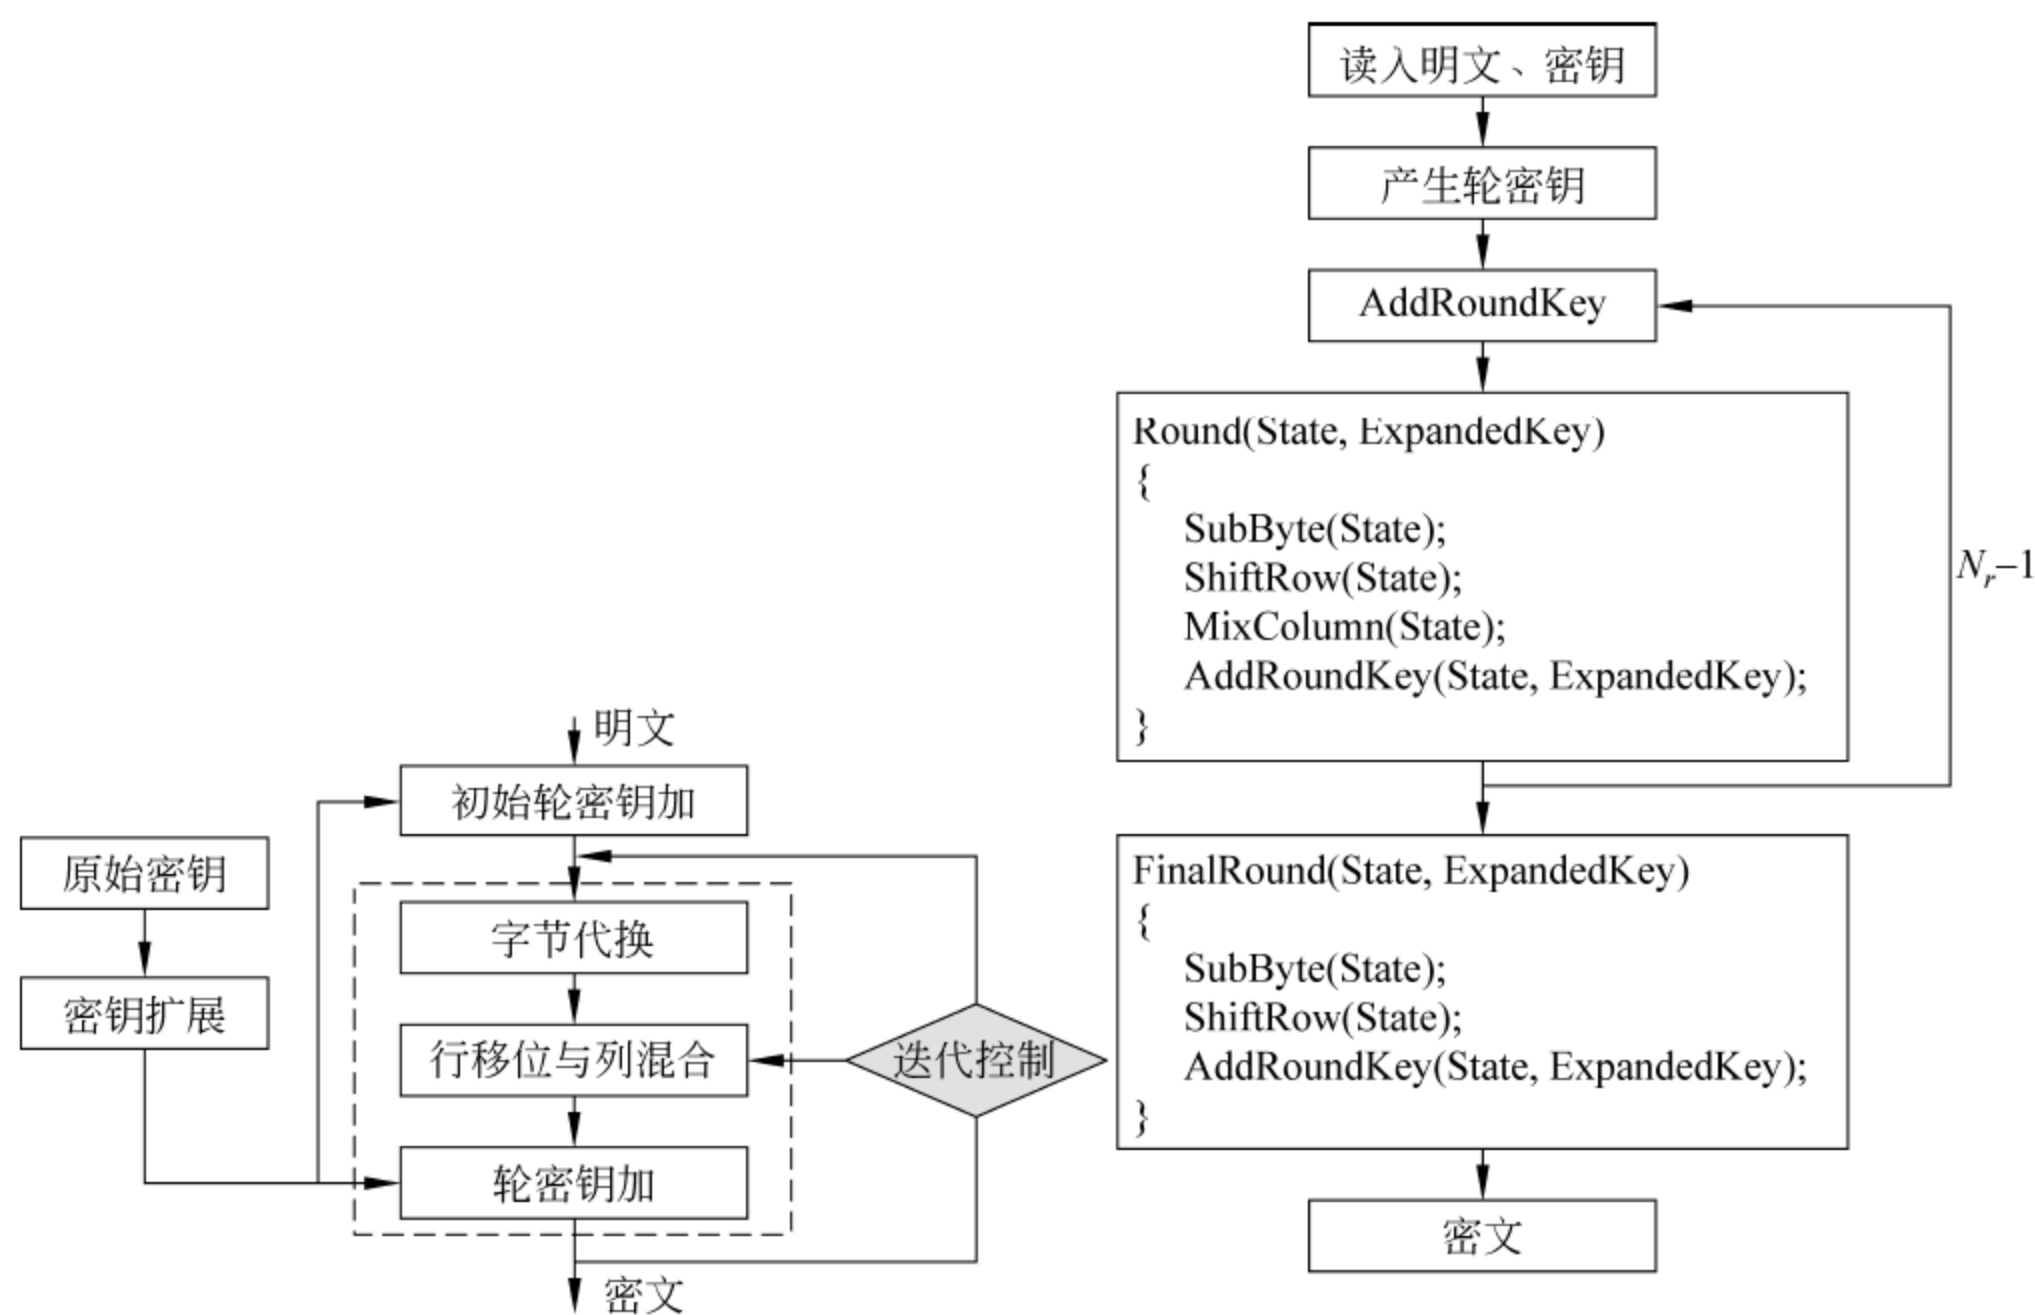 明文
初始轮密钥加
原始密钥
字节代换
密钥扩展
行移位与列混合
迭代控制
轮密钥加
密文
读入明文、密钥
产生轮密钥
AddRoundKey
Round(State, ExpandedKey)
{
SubByte(State);
ShiftRow(State);
MixColumn(State);
AddRoundKey(State, ExpandedKey);
}
Nr−1
FinalRound(State, ExpandedKey)
{
SubByte(State);
ShiftRow(State);
AddRoundKey(State, ExpandedKey);
}
密文